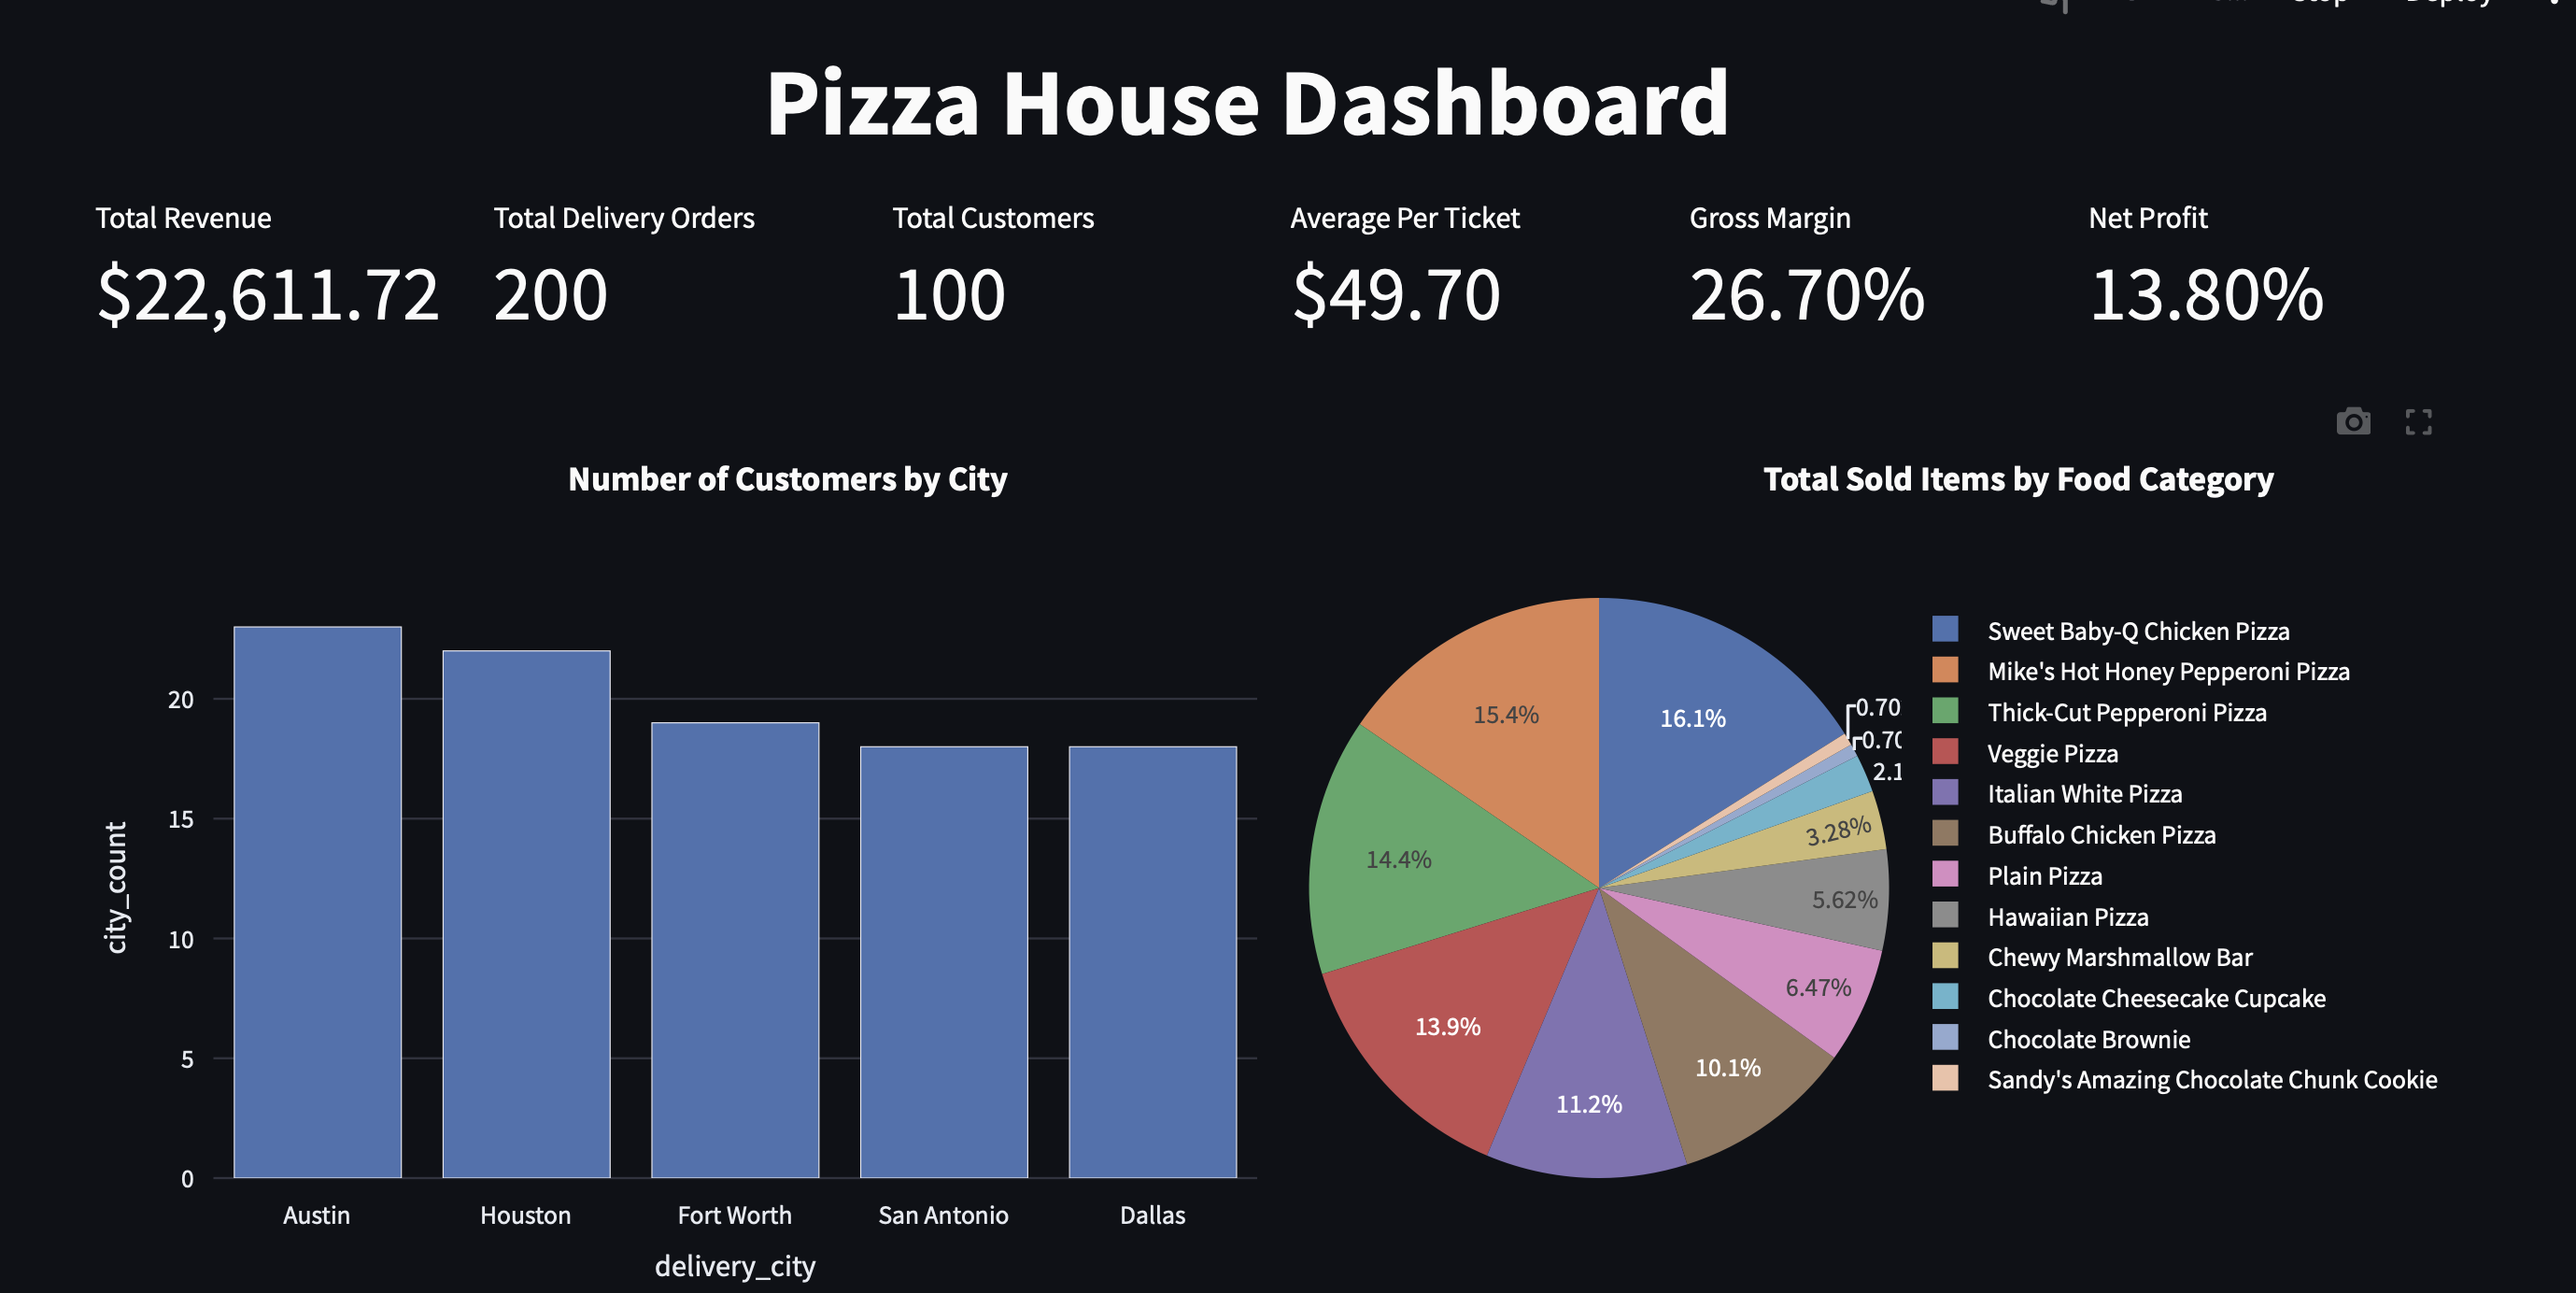 Pizza House Dashboard
Total Revenue
$22,611.72
Total Delivery Orders
200
Total Customers
100
Average Per Ticket
$49.70
Gross Margin
26.70%
Net Profit
13.80%
Number of Customers by City
20
15
10
5
0
city_count
Austin
Houston
Fort Worth
San Antonio
Dallas
delivery_city
Total Sold Items by Food Category
16.1%
15.4%
14.4%
13.9%
11.2%
10.1%
6.47%
5.62%
3.28%
2.1
0.70
0.70
Sweet Baby-Q Chicken Pizza
Mike's Hot Honey Pepperoni Pizza
Thick-Cut Pepperoni Pizza
Veggie Pizza
Italian White Pizza
Buffalo Chicken Pizza
Plain Pizza
Hawaiian Pizza
Chewy Marshmallow Bar
Chocolate Cheesecake Cupcake
Chocolate Brownie
Sandy's Amazing Chocolate Chunk Cookie